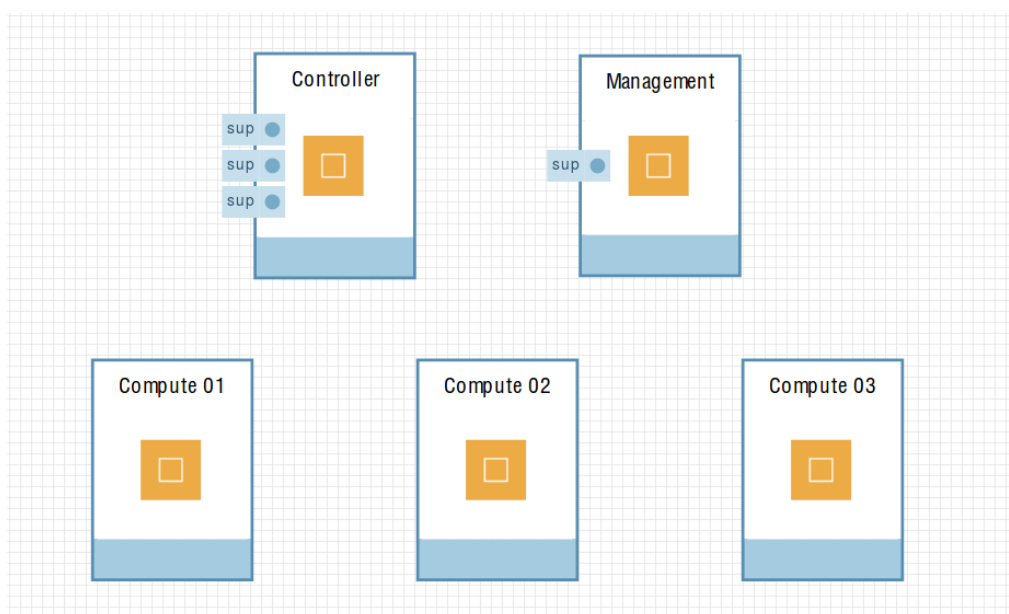 Controller
Management
sup
sup
sup
sup
Compute 01
Compute 02
Compute 03